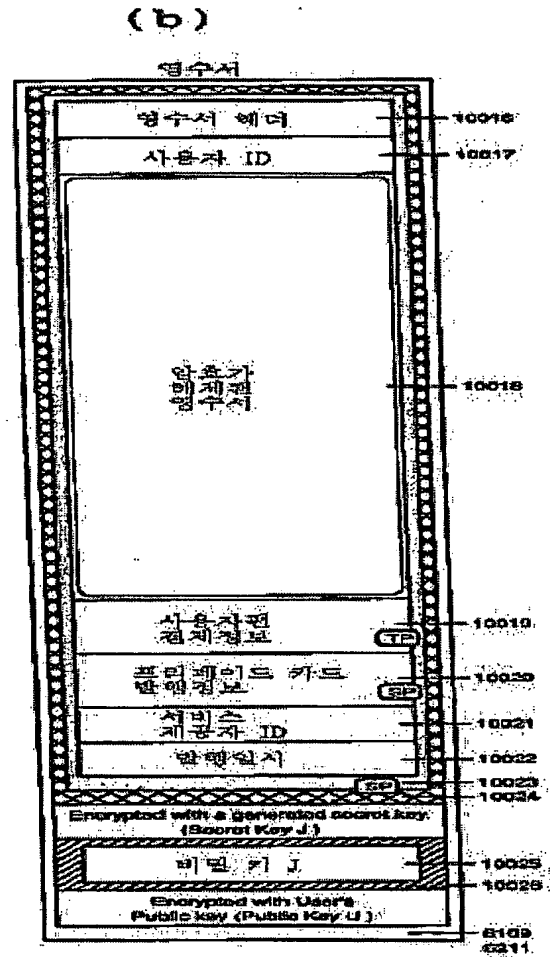 (b)
영수서
영수서 헤더
10016
사용자 ID
10017
암호가
해제된
영수서
10018
사용자편
결제정보
10019
TP
프리페이드 카드
발행정보
10020
SP
서비스
제공자 ID
10021
발행일시
10022
SP
10023
10024
Encrypted with a generated secret key.
(Secret Key J)
비밀 키 J
10025
10026
Encrypted with User's
Public key (Public Key U)